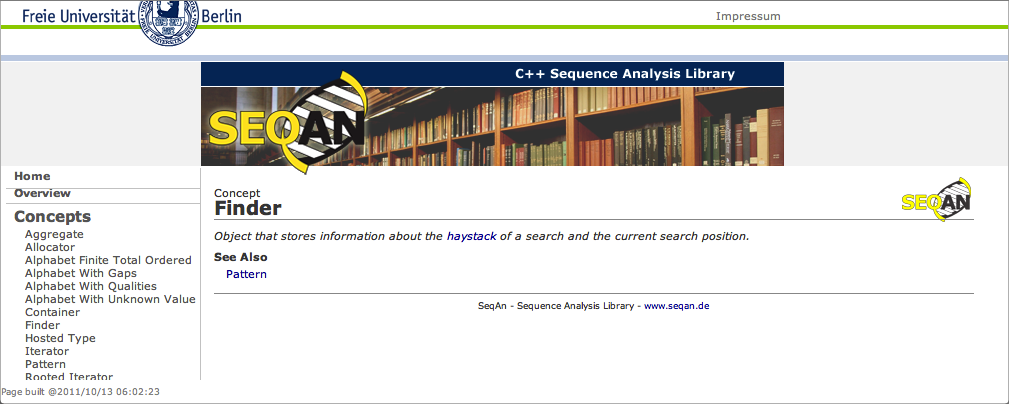 Freie Universität Berlin
Impressum
C++ Sequence Analysis Library
SEQAN
Home
Overview
Concepts
Aggregate
Allocator
Alphabet Finite Total Ordered
Alphabet With Gaps
Alphabet With Qualities
Alphabet With Unknown Value
Container
Finder
Hosted Type
Iterator
Pattern
Rooted Iterator
Concept
Finder
SEQAN
Object that stores information about the haystack of a search and the current search position.
See Also
Pattern
SeqAn - Sequence Analysis Library - www.seqan.de
Page built @2011/10/13 06:02:23